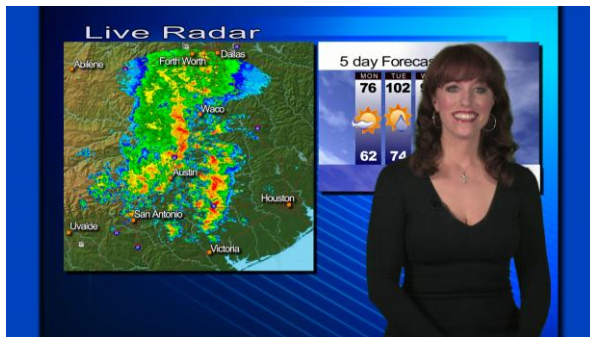 Live Radar
Abilene
Forth Worth
Dallas
Waco
Austin
Houston
San Antonio
Uvalde
Victoria
5 day Forecas
MON TUE W
76 102
62 74